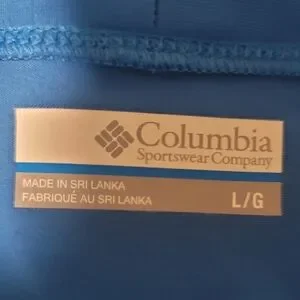 Columbia
Sportswear Company
MADE IN SRI LANKA
FABRIQUÉ AU SRI LANKA
L/G